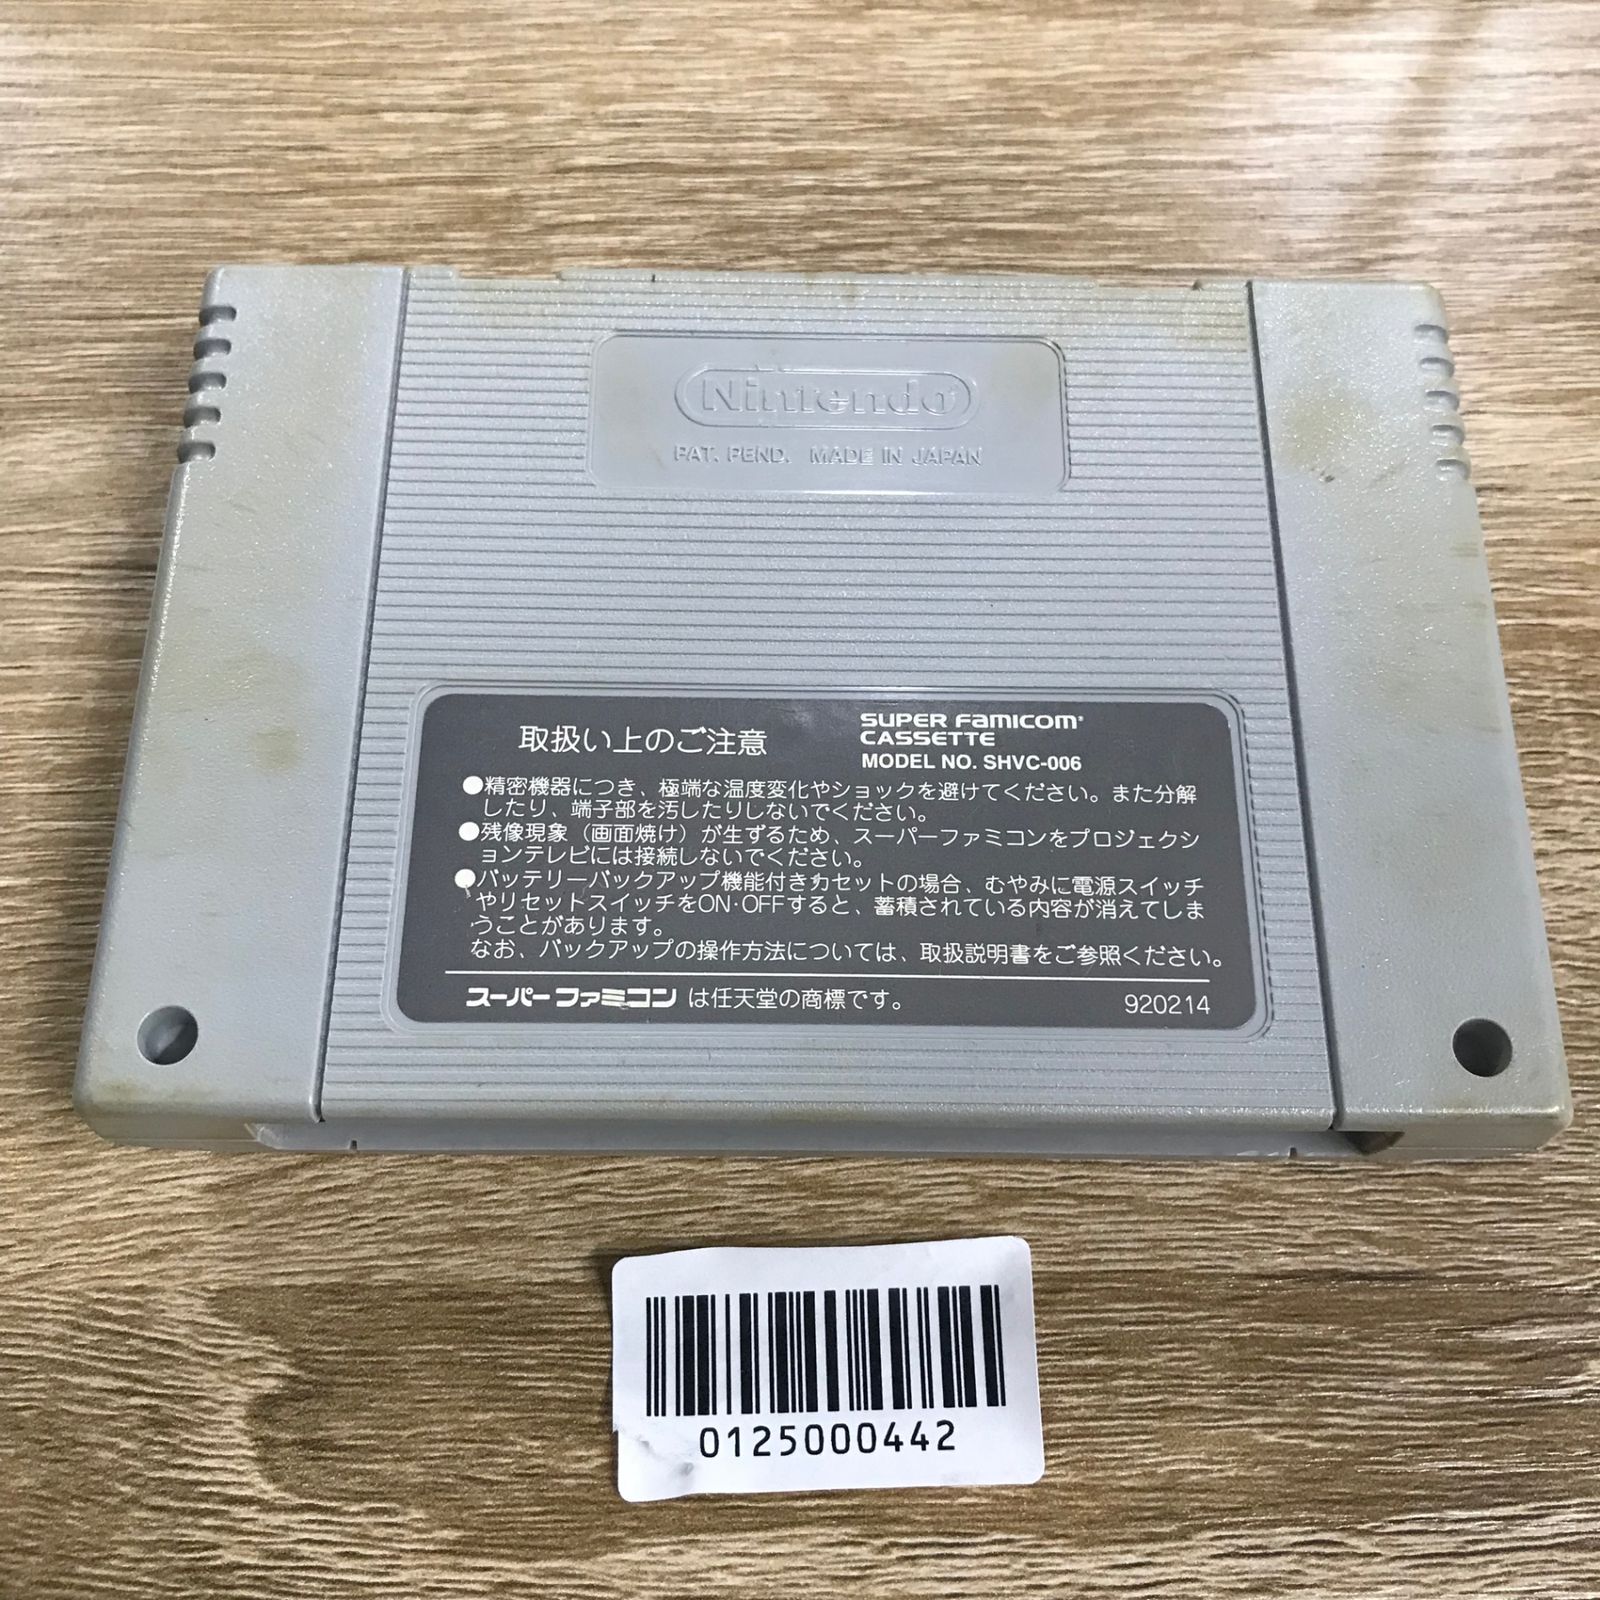 Nintendo
PAT. PEND. MADE IN JAPAN
取扱い上のご注意
SUPER FAMICOM®
CASSETTE
MODEL NO. SHVC-006
●精密機器につき、極端な温度変化やショックを避けてください。また分解
したり、端子部を汚したりしないでください。
●残像現象（画面焼け）が生ずるため、スーパーファミコンをプロジェクシ
ョンテレビには接続しないでください。
●バッテリーバックアップ機能付きカセットの場合、むやみに電源スイッチ
やリセットスイッチをON·OFFすると、蓄積されている内容が消えてしま
うことがあります。
なお、バックアップの操作方法については、取扱説明書をご参照ください。
スーパーファミコン は任天堂の商標です。
920214
0125000442